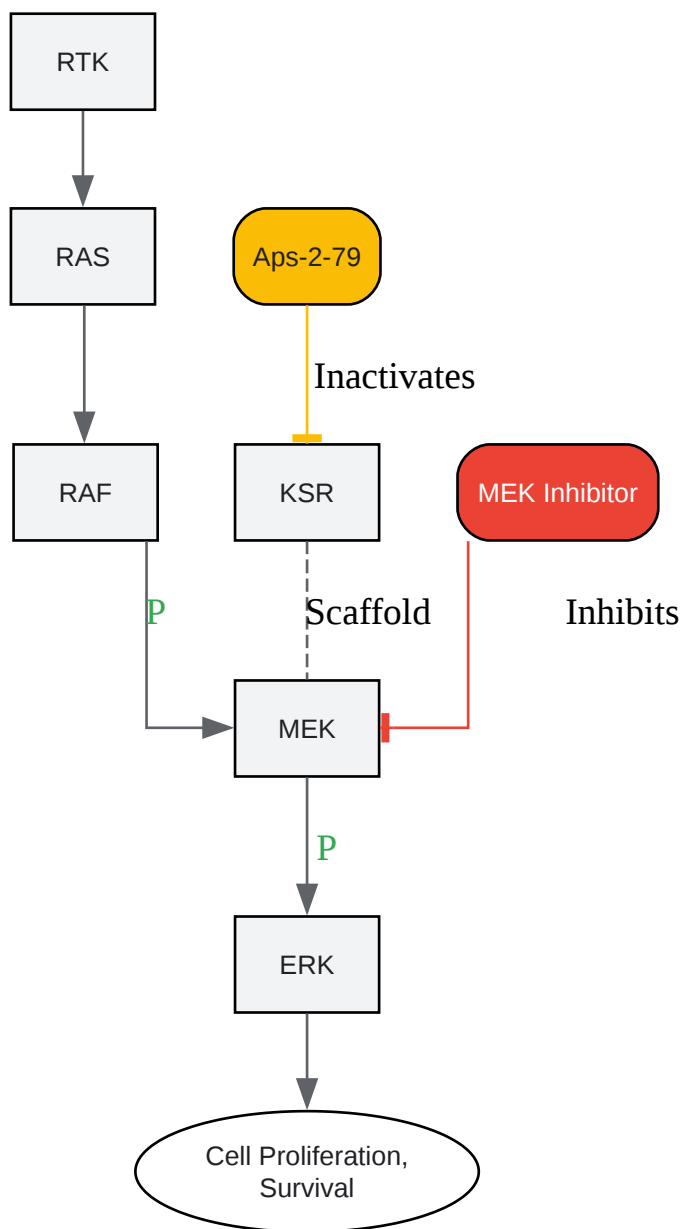 RTK
RAS
Aps-2-79
Inactivates
RAF
KSR
MEK Inhibitor
P
Scaffold
Inhibits
MEK
P
ERK
Cell Proliferation,
Survival